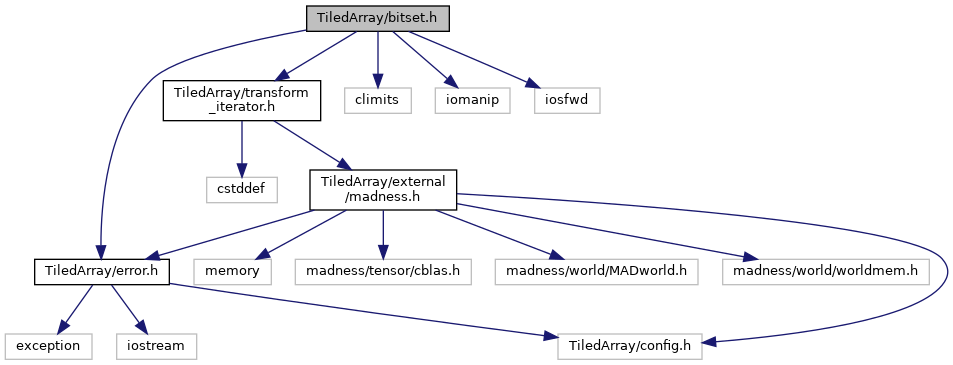 TiledArray/bitset.h
TiledArray/transform
_iterator.h
climits
iomanip
iosfwd
cstddef
TiledArray/external
/madness.h
TiledArray/error.h
memory
madness/tensor/cblas.h
madness/world/MADworld.h
madness/world/worldmem.h
exception
iostream
TiledArray/config.h